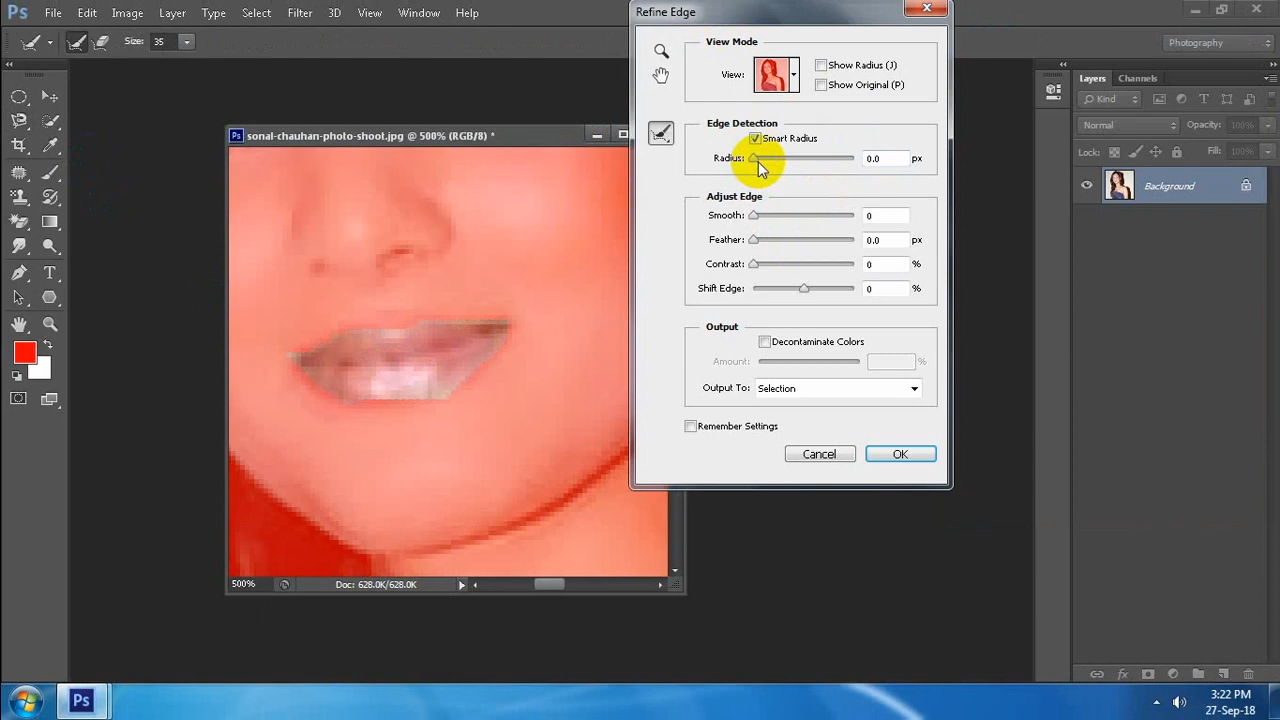 Ps File Edit Image Layer Type Select Filter 3D View Window Help
Refine Edge
Size: 35
Photography
View Mode
View:
Show Radius (J)
Show Original (P)
Edge Detection
Smart Radius
Radius: 0.0 px
Adjust Edge
Smooth: 0
Feather: 0.0 px
Contrast: 0 %
Shift Edge: 0 %
Output
Decontaminate Colors
Amount: %
Output To: Selection
Remember Settings
Cancel OK
Ps sonal-chauhan-photo-shoot.jpg @ 500% (RGB/8) *
500% Doc: 628.0K/628.0K
Layers Channels
Kind
Normal Opacity: 100%
Lock: Fill: 100%
Background
fx
Ps
3:22 PM
27-Sep-18